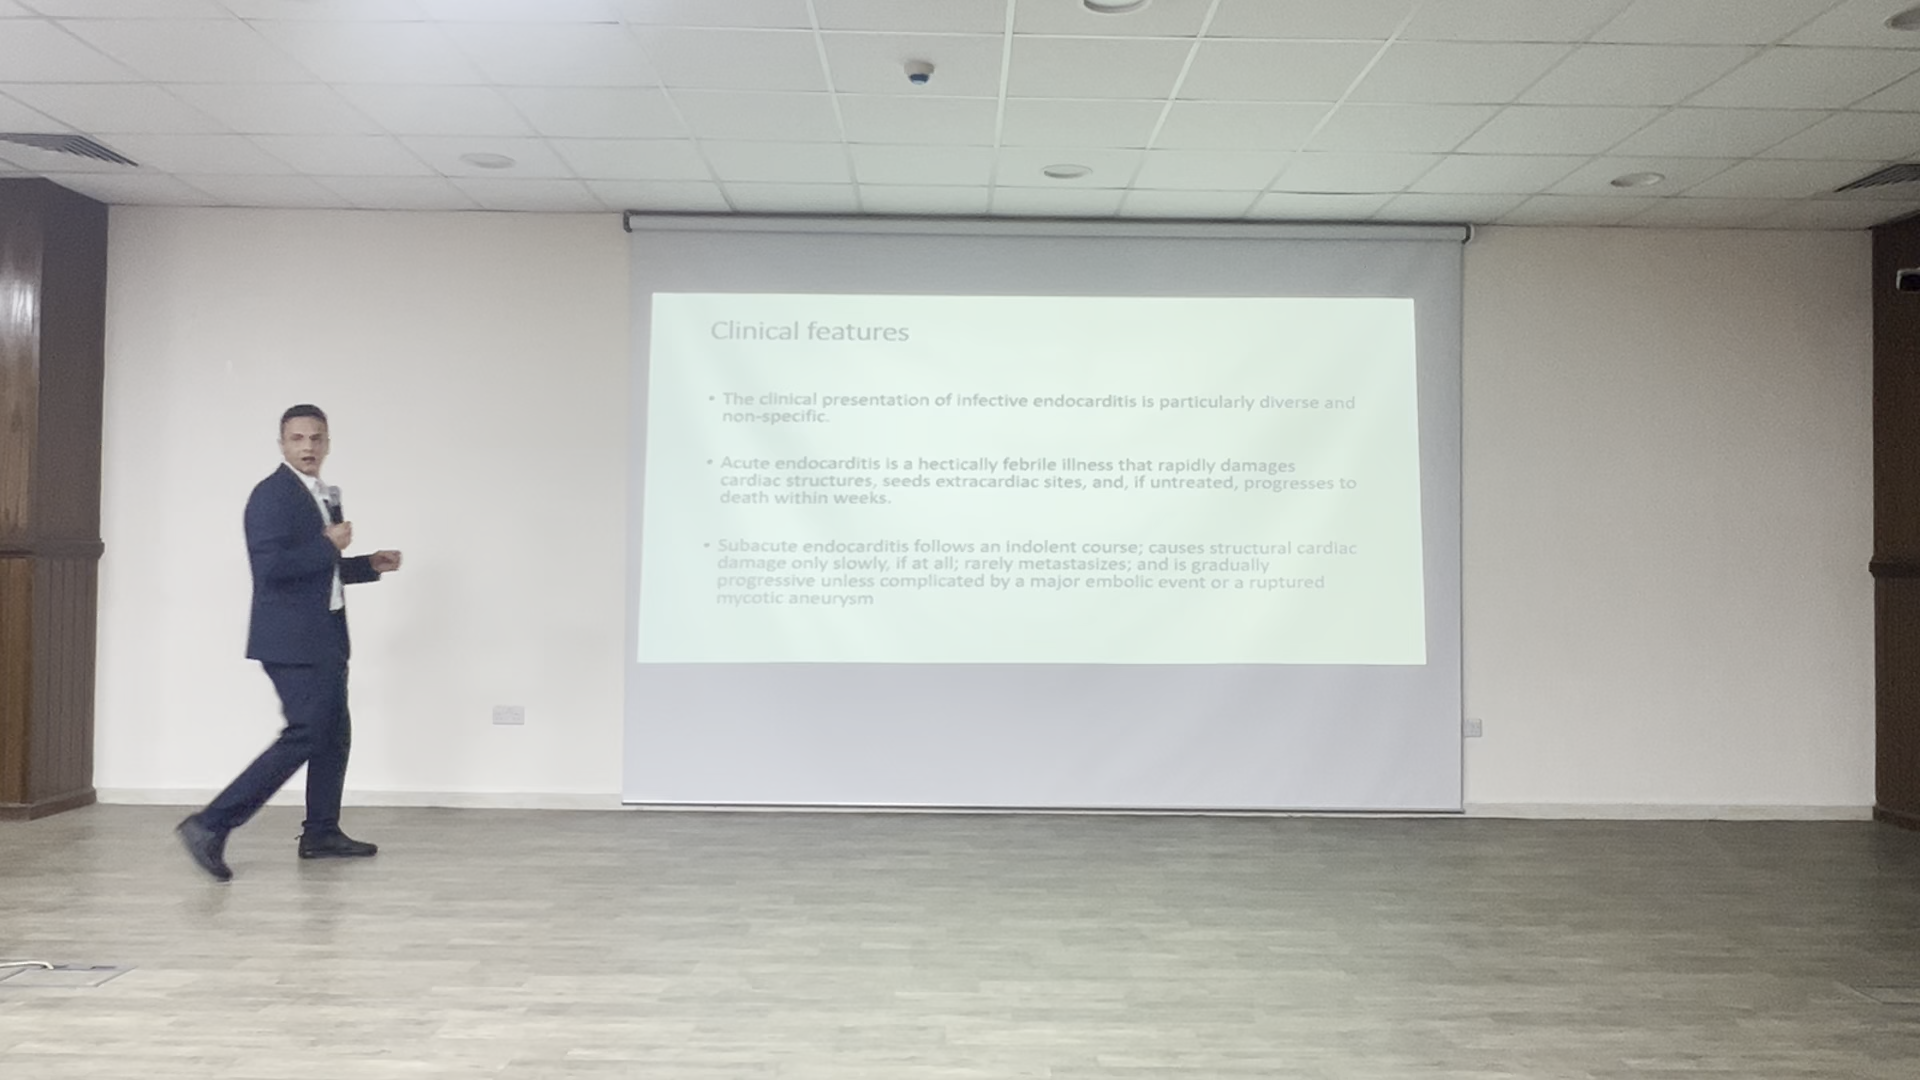 Clinical features
• The clinical presentation of infective endocarditis is particularly diverse and
non-specific.
• Acute endocarditis is a hectically febrile illness that rapidly damages
cardiac structures, seeds extracardiac sites, and, if untreated, progresses to
death within weeks.
• Subacute endocarditis follows an indolent course; causes structural cardiac
damage only slowly, if at all; rarely metastasizes; and is gradually
progressive unless complicated by a major embolic event or a ruptured
mycotic aneurysm